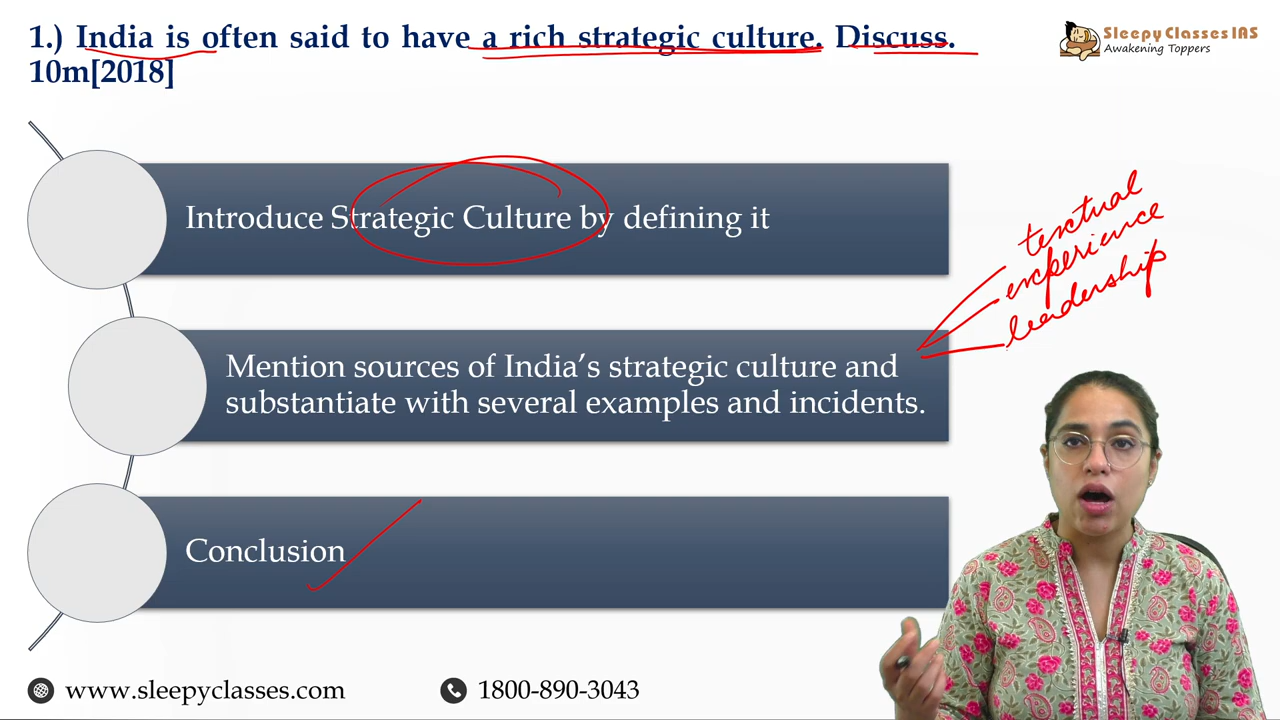 1.) India is often said to have a rich strategic culture. Discuss.
10m[2018]
Sleepy Classes IAS
Awakening Toppers
Introduce Strategic Culture by defining it
textual
experience
leadership
Mention sources of India’s strategic culture and
substantiate with several examples and incidents.
Conclusion
www.sleepyclasses.com
1800-890-3043